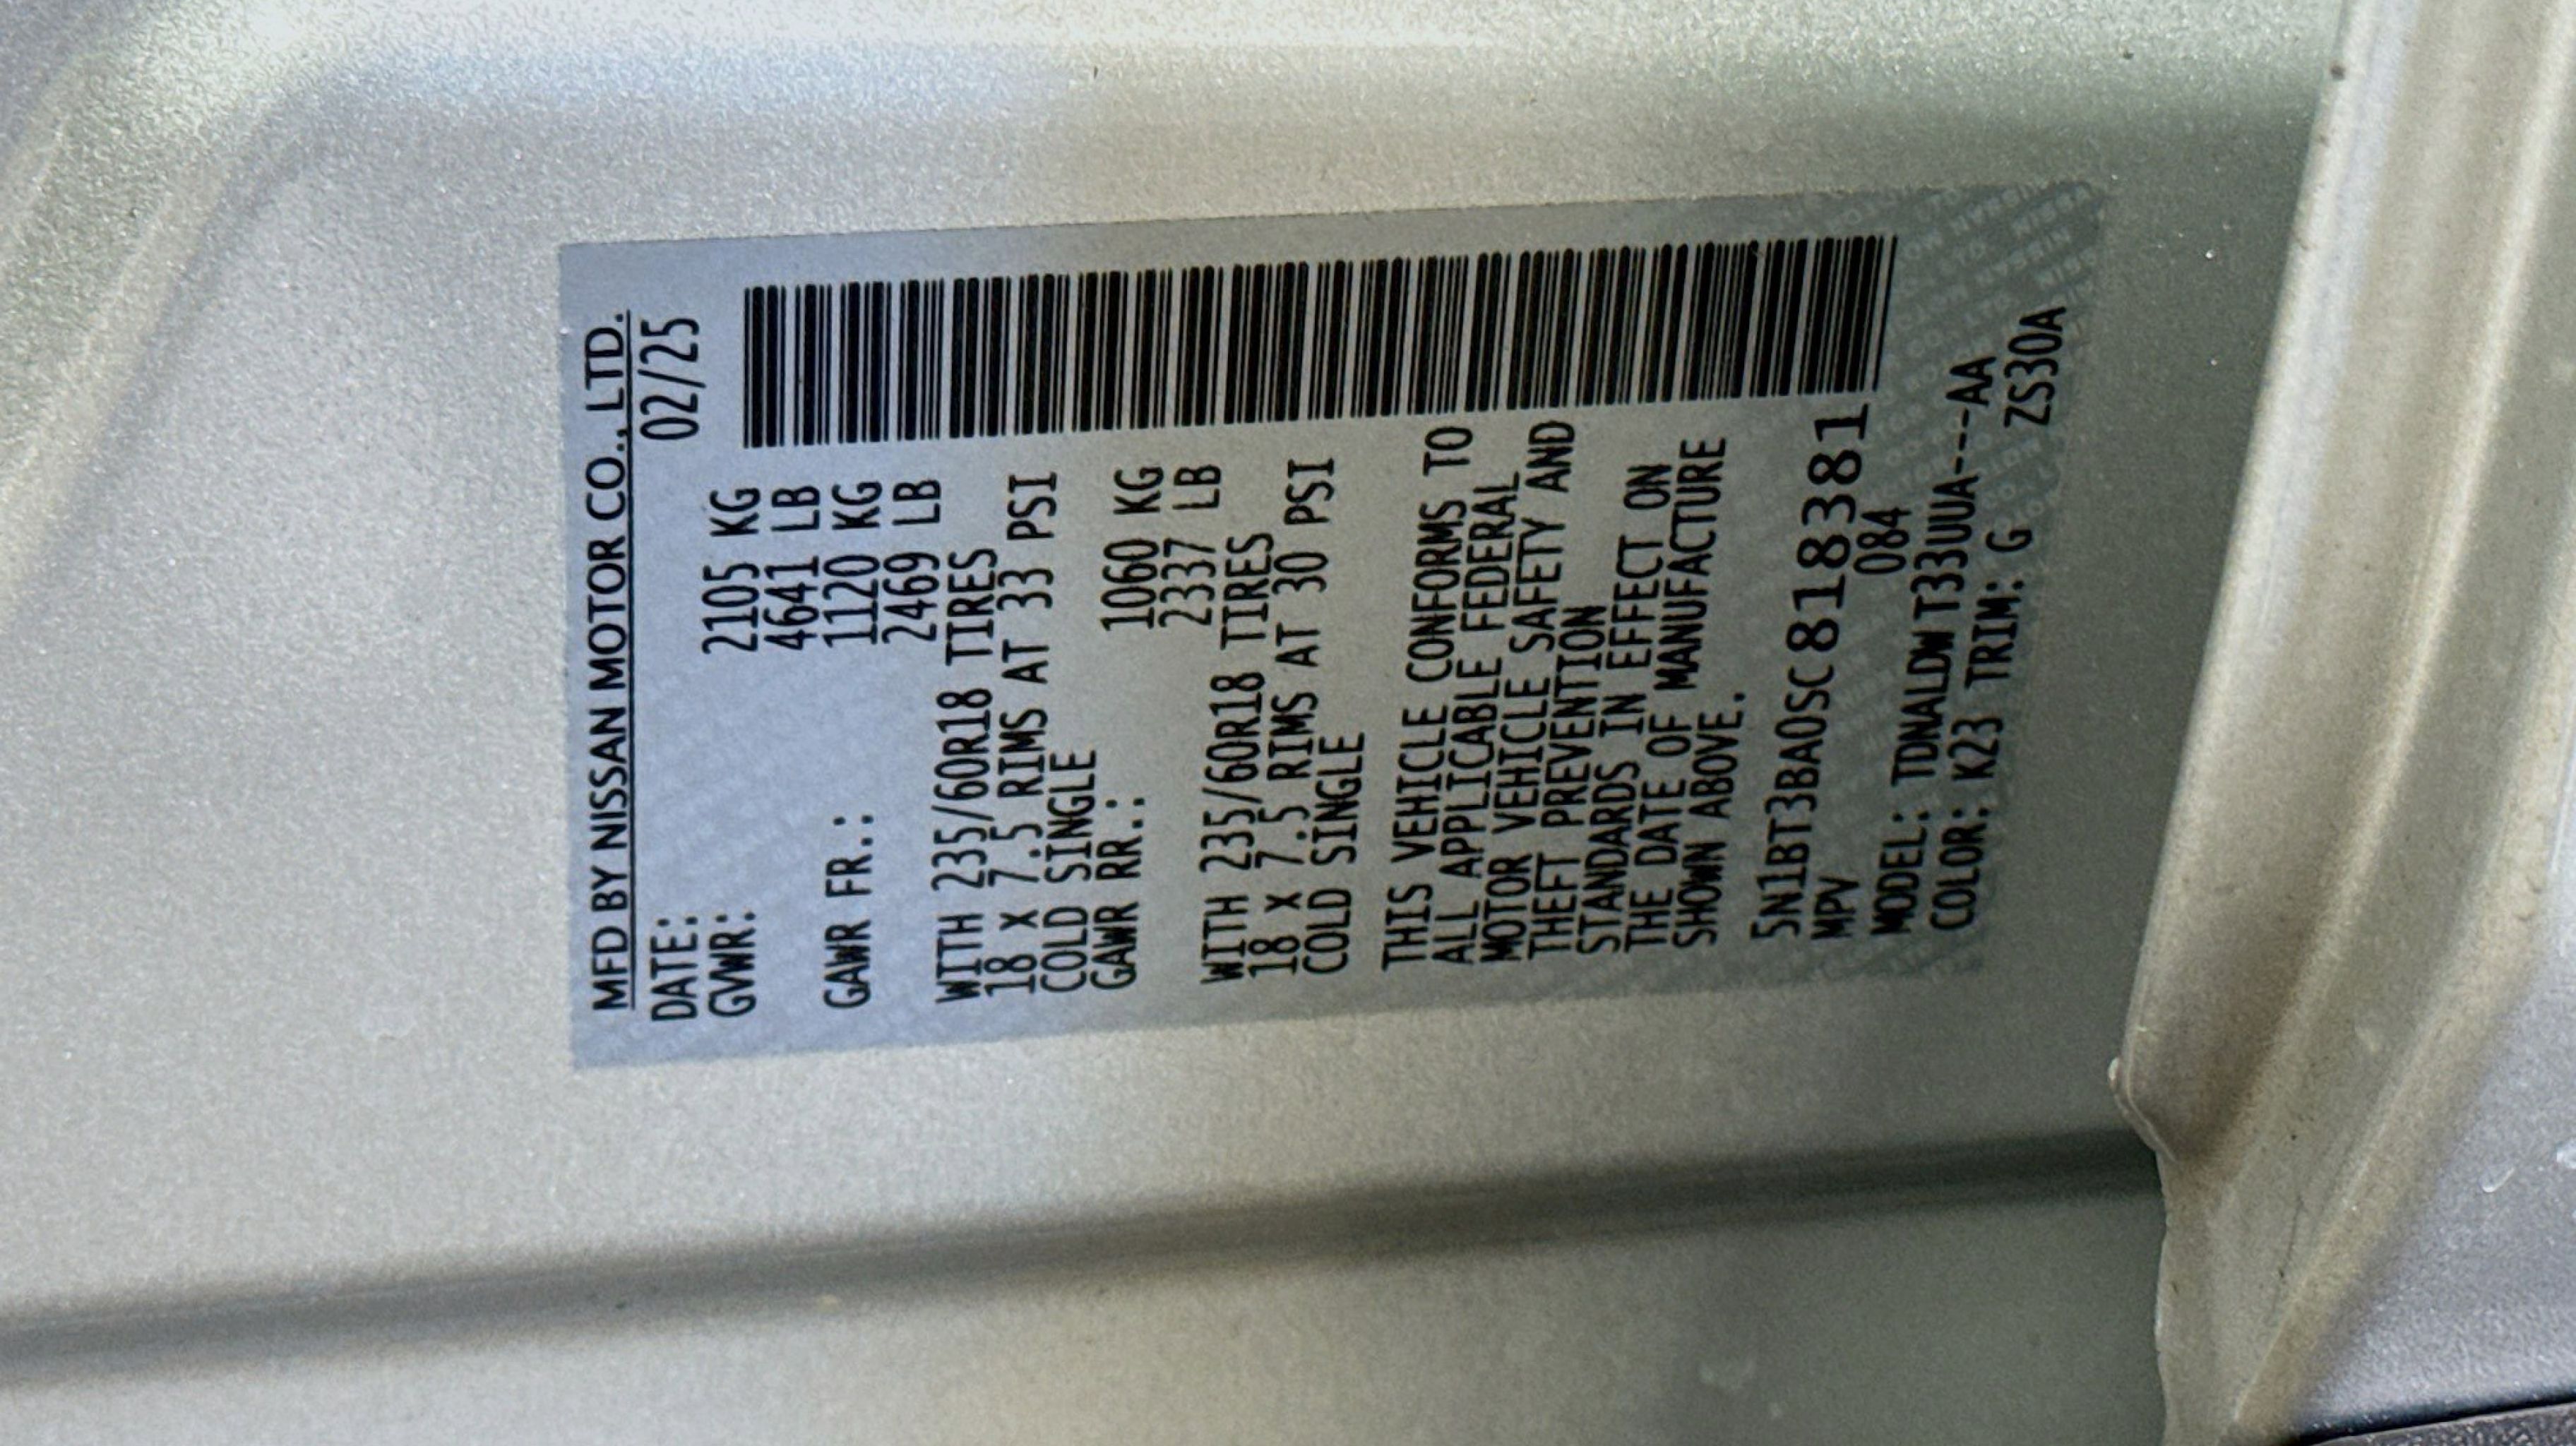 MFD BY NISSAN MOTOR CO., LTD.
DATE: 02/25
GVWR: 2105 KG
4641 LB
GAWR FR.: 1120 KG
2469 LB
WITH 235/60R18 TIRES
18 X 7.5 RIMS AT 33 PSI
COLD SINGLE
GAWR RR.: 1060 KG
2337 LB
WITH 235/60R18 TIRES
18 X 7.5 RIMS AT 30 PSI
COLD SINGLE
THIS VEHICLE CONFORMS TO
ALL APPLICABLE FEDERAL
MOTOR VEHICLE SAFETY AND
THEFT PREVENTION
STANDARDS IN EFFECT ON
THE DATE OF MANUFACTURE
SHOWN ABOVE.
5N1BT3BA0SC818381
MPV 084
MODEL: TDNALDW T33UUA---AA
COLOR: K23 TRIM: G ZS30A